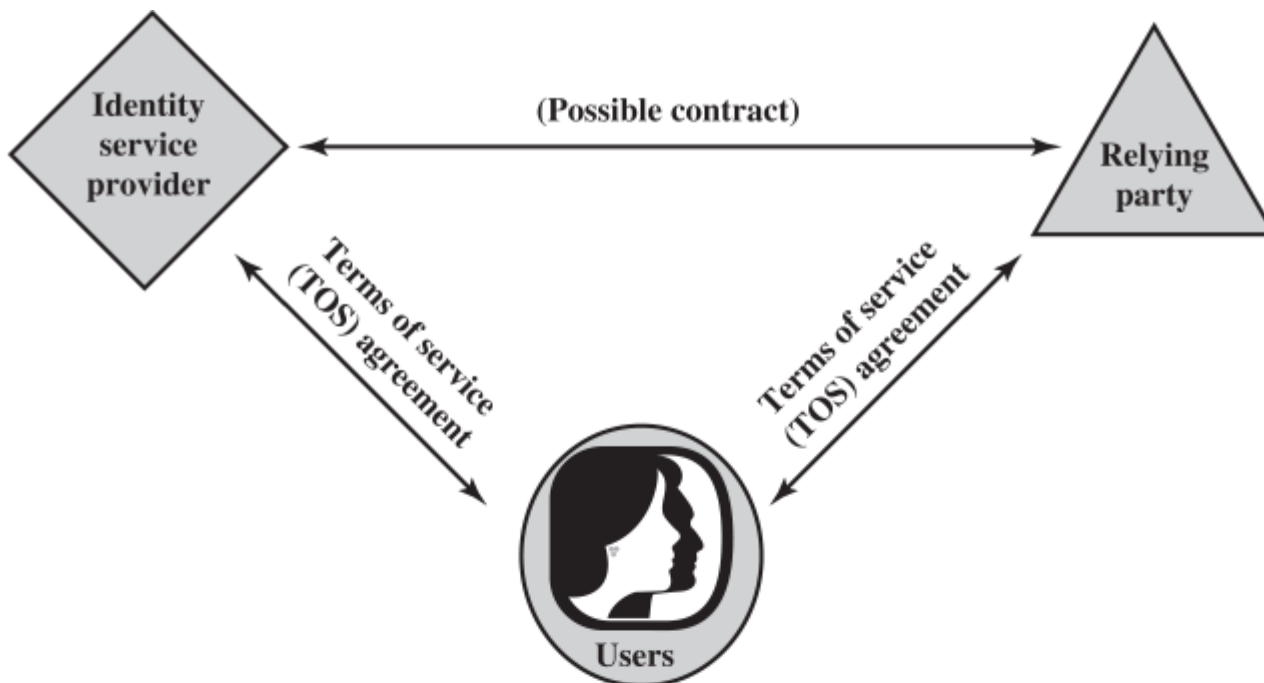 Identity
service
provider
(Possible contract)
Relying
party
Terms of service
(TOS) agreement
Terms of service
(TOS) agreement
Users